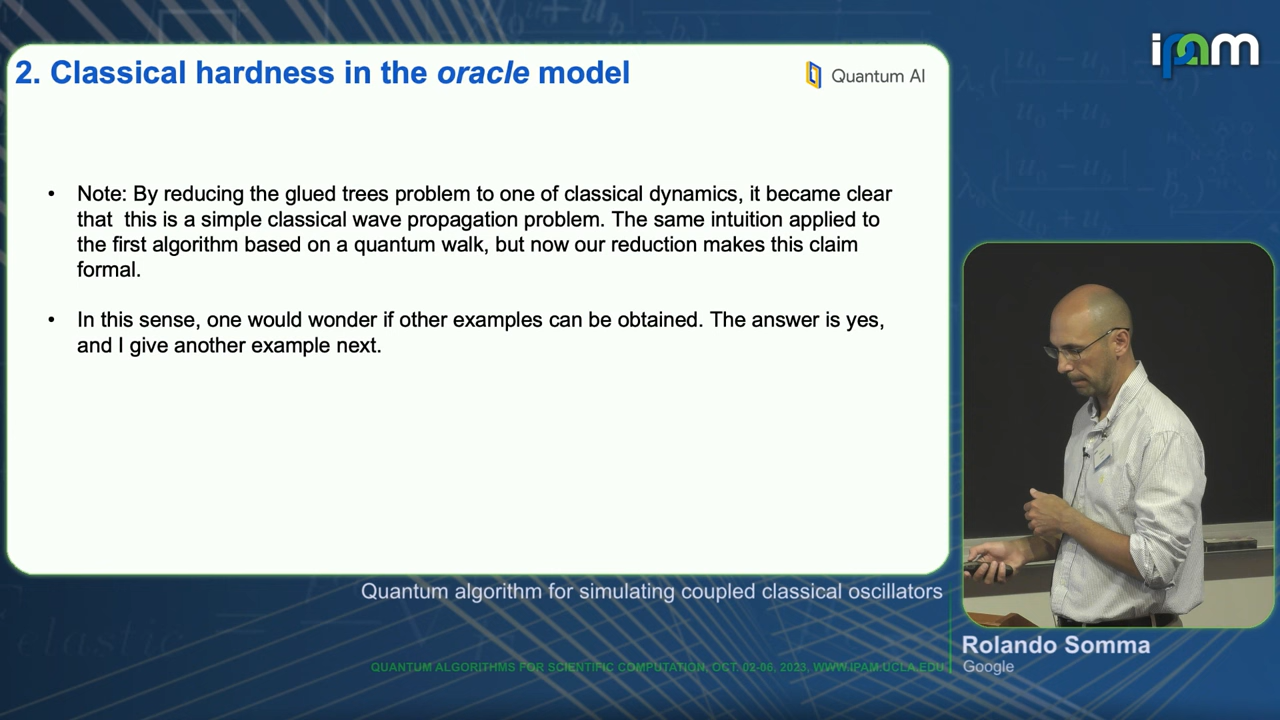 2. Classical hardness in the oracle model
Quantum AI
ipam
• Note: By reducing the glued trees problem to one of classical dynamics, it became clear
that this is a simple classical wave propagation problem. The same intuition applied to
the first algorithm based on a quantum walk, but now our reduction makes this claim
formal.
• In this sense, one would wonder if other examples can be obtained. The answer is yes,
and I give another example next.
Quantum algorithm for simulating coupled classical oscillators
Rolando Somma
Google
QUANTUM ALGORITHMS FOR SCIENTIFIC COMPUTATION, OCT. 02-06, 2023, WWW.IPAM.UCLA.EDU
elastic